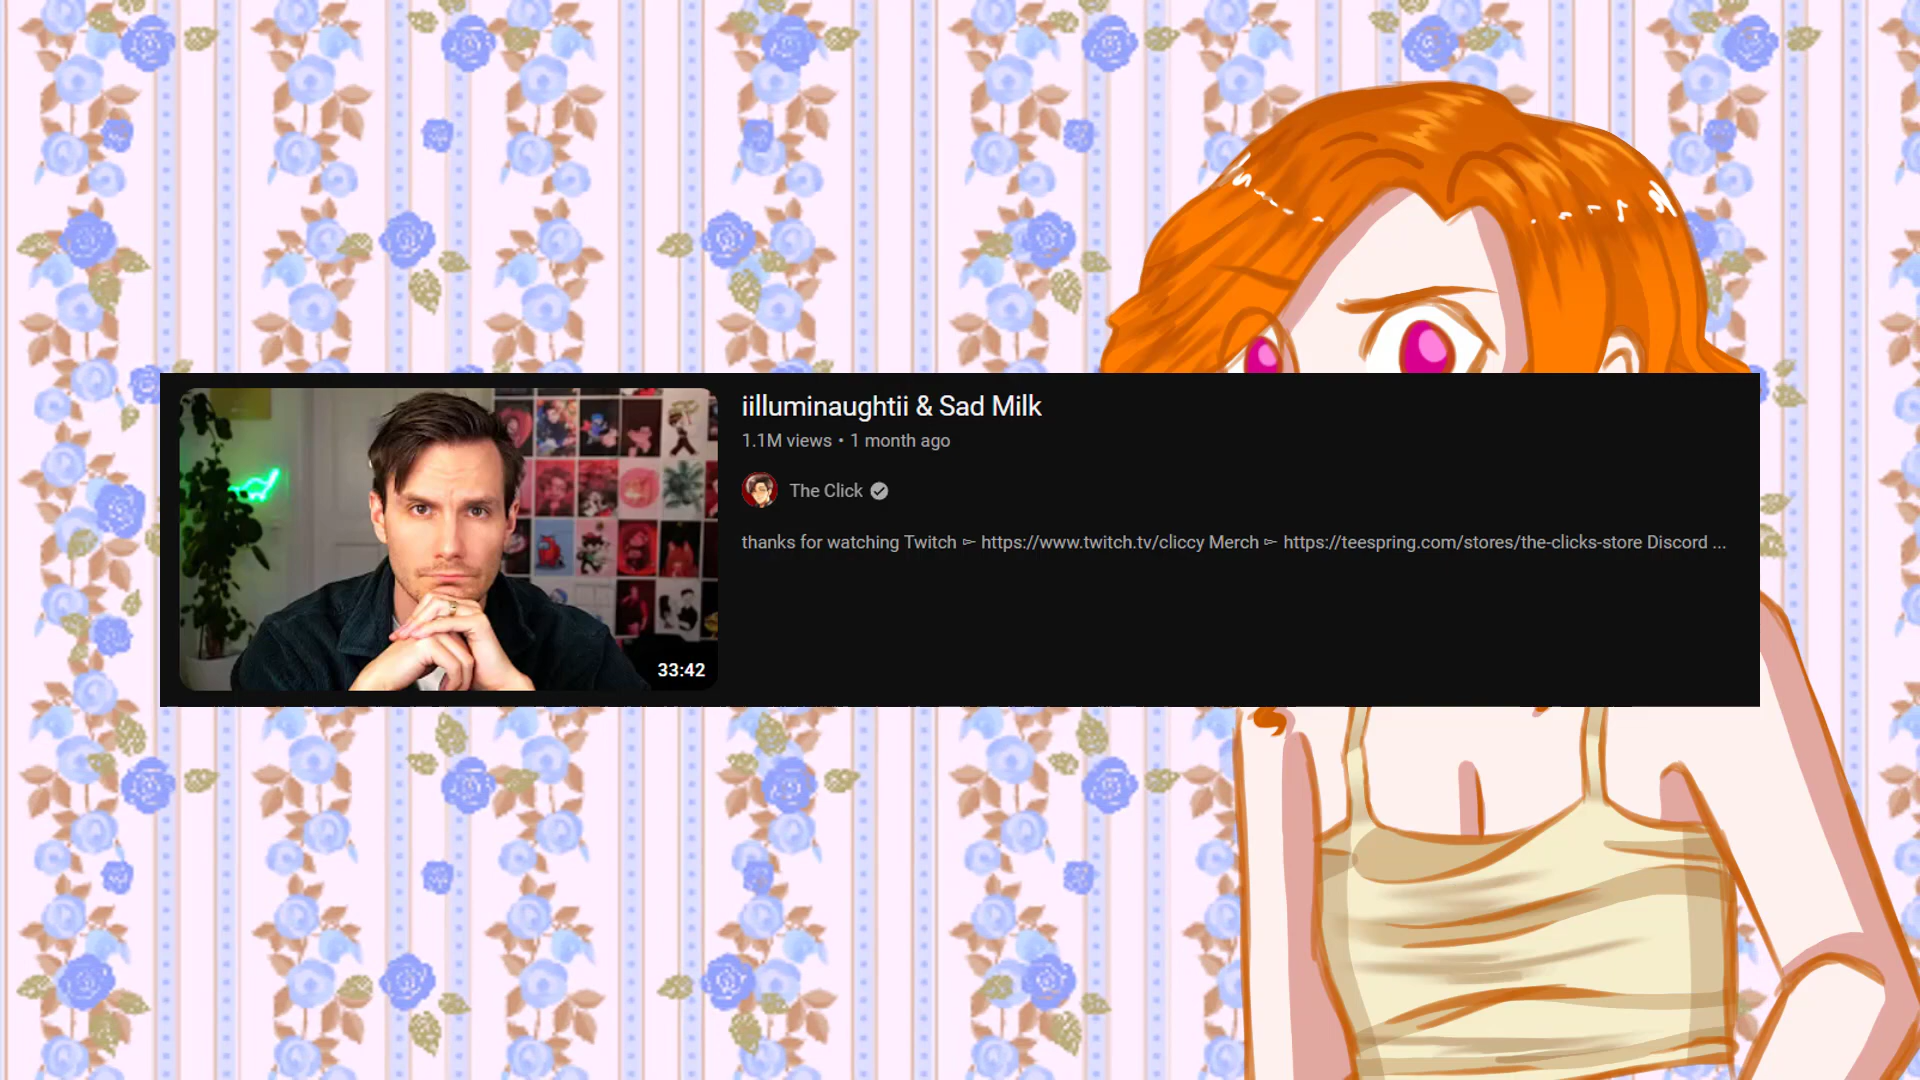 iilluminaughtii & Sad Milk
1.1M views • 1 month ago
The Click
thanks for watching Twitch ► https://www.twitch.tv/cliccy Merch ► https://teespring.com/stores/the-clicks-store Discord ...
33:42